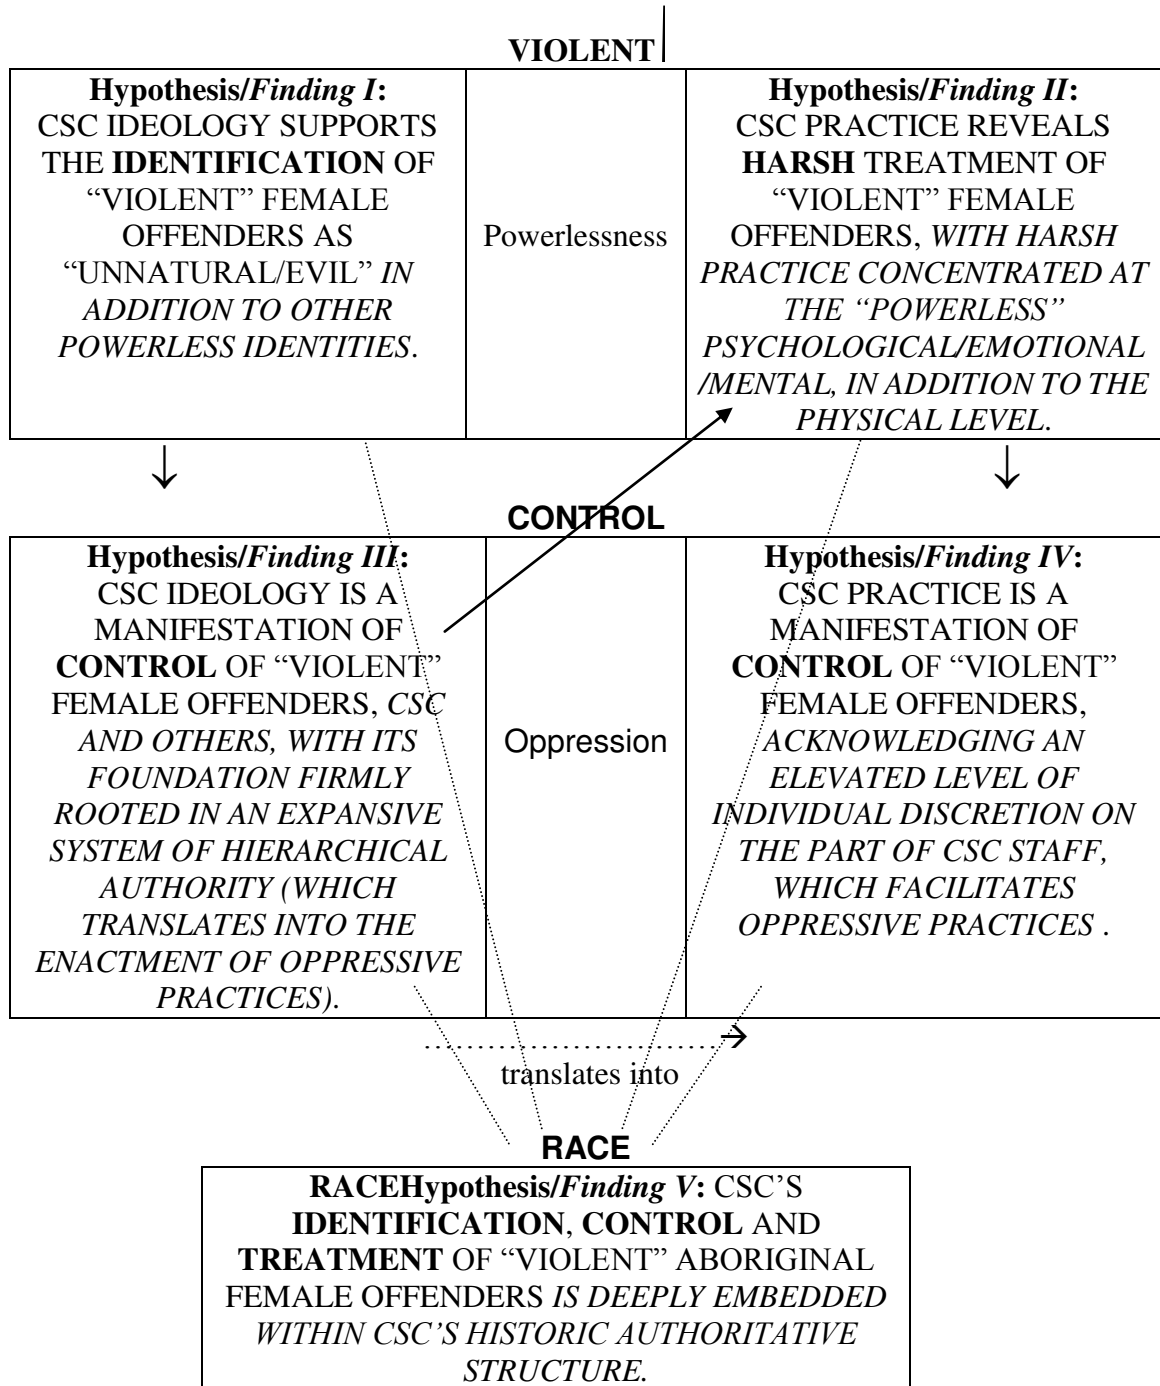 VIOLENT
Hypothesis/Finding I:
CSC IDEOLOGY SUPPORTS
THE IDENTIFICATION OF
“VIOLENT” FEMALE
OFFENDERS AS
“UNNATURAL/EVIL” IN
ADDITION TO OTHER
POWERLESS IDENTITIES.
Powerlessness
Hypothesis/Finding II:
CSC PRACTICE REVEALS
HARSH TREATMENT OF
“VIOLENT” FEMALE
OFFENDERS, WITH HARSH
PRACTICE CONCENTRATED AT
THE “POWERLESS”
PSYCHOLOGICAL/EMOTIONAL
/MENTAL, IN ADDITION TO THE
PHYSICAL LEVEL.
CONTROL
Hypothesis/Finding III:
CSC IDEOLOGY IS A
MANIFESTATION OF
CONTROL OF “VIOLENT”
FEMALE OFFENDERS, CSC
AND OTHERS, WITH ITS
FOUNDATION FIRMLY
ROOTED IN AN EXPANSIVE
SYSTEM OF HIERARCHICAL
AUTHORITY (WHICH
TRANSLATES INTO THE
ENACTMENT OF OPPRESSIVE
PRACTICES).
Oppression
Hypothesis/Finding IV:
CSC PRACTICE IS A
MANIFESTATION OF
CONTROL OF “VIOLENT”
FEMALE OFFENDERS,
ACKNOWLEDGING AN
ELEVATED LEVEL OF
INDIVIDUAL DISCRETION ON
THE PART OF CSC STAFF,
WHICH FACILITATES
OPPRESSIVE PRACTICES .
translates into
RACE
RACEHypothesis/Finding V: CSC’S
IDENTIFICATION, CONTROL AND
TREATMENT OF “VIOLENT” ABORIGINAL
FEMALE OFFENDERS IS DEEPLY EMBEDDED
WITHIN CSC’S HISTORIC AUTHORITATIVE
STRUCTURE.